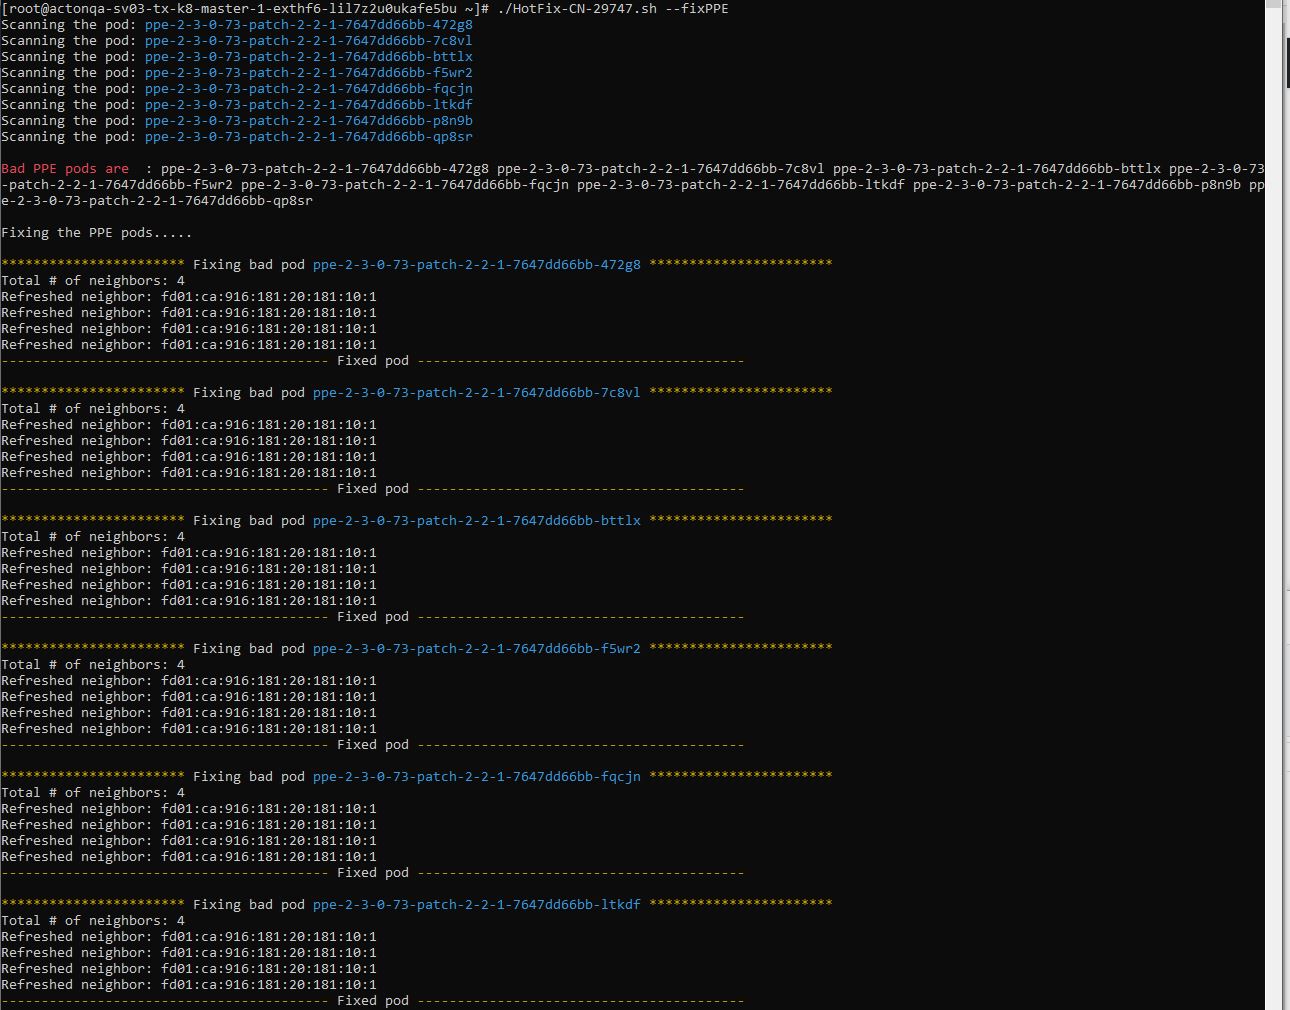 [root@actonqa-sv03-tx-k8-master-1-exthf6-lil7z2u0ukafe5bu ~]# ./HotFix-CN-29747.sh --fixPPE
Scanning the pod: ppe-2-3-0-73-patch-2-2-1-7647dd66bb-472g8
Scanning the pod: ppe-2-3-0-73-patch-2-2-1-7647dd66bb-7c8vl
Scanning the pod: ppe-2-3-0-73-patch-2-2-1-7647dd66bb-bttlx
Scanning the pod: ppe-2-3-0-73-patch-2-2-1-7647dd66bb-f5wr2
Scanning the pod: ppe-2-3-0-73-patch-2-2-1-7647dd66bb-fqcjn
Scanning the pod: ppe-2-3-0-73-patch-2-2-1-7647dd66bb-ltkdf
Scanning the pod: ppe-2-3-0-73-patch-2-2-1-7647dd66bb-p8n9b
Scanning the pod: ppe-2-3-0-73-patch-2-2-1-7647dd66bb-qp8sr
Bad PPE pods are  : ppe-2-3-0-73-patch-2-2-1-7647dd66bb-472g8 ppe-2-3-0-73-patch-2-2-1-7647dd66bb-7c8vl ppe-2-3-0-73-patch-2-2-1-7647dd66bb-bttlx ppe-2-3-0-73
-patch-2-2-1-7647dd66bb-f5wr2 ppe-2-3-0-73-patch-2-2-1-7647dd66bb-fqcjn ppe-2-3-0-73-patch-2-2-1-7647dd66bb-ltkdf ppe-2-3-0-73-patch-2-2-1-7647dd66bb-p8n9b pp
e-2-3-0-73-patch-2-2-1-7647dd66bb-qp8sr
Fixing the PPE pods.....
*********************** Fixing bad pod ppe-2-3-0-73-patch-2-2-1-7647dd66bb-472g8 ***********************
Total # of neighbors: 4
Refreshed neighbor: fd01:ca:916:181:20:181:10:1
Refreshed neighbor: fd01:ca:916:181:20:181:10:1
Refreshed neighbor: fd01:ca:916:181:20:181:10:1
Refreshed neighbor: fd01:ca:916:181:20:181:10:1
----------------------------------------- Fixed pod -----------------------------------------
*********************** Fixing bad pod ppe-2-3-0-73-patch-2-2-1-7647dd66bb-7c8vl ***********************
Total # of neighbors: 4
Refreshed neighbor: fd01:ca:916:181:20:181:10:1
Refreshed neighbor: fd01:ca:916:181:20:181:10:1
Refreshed neighbor: fd01:ca:916:181:20:181:10:1
Refreshed neighbor: fd01:ca:916:181:20:181:10:1
----------------------------------------- Fixed pod -----------------------------------------
*********************** Fixing bad pod ppe-2-3-0-73-patch-2-2-1-7647dd66bb-bttlx ***********************
Total # of neighbors: 4
Refreshed neighbor: fd01:ca:916:181:20:181:10:1
Refreshed neighbor: fd01:ca:916:181:20:181:10:1
Refreshed neighbor: fd01:ca:916:181:20:181:10:1
Refreshed neighbor: fd01:ca:916:181:20:181:10:1
----------------------------------------- Fixed pod -----------------------------------------
*********************** Fixing bad pod ppe-2-3-0-73-patch-2-2-1-7647dd66bb-f5wr2 ***********************
Total # of neighbors: 4
Refreshed neighbor: fd01:ca:916:181:20:181:10:1
Refreshed neighbor: fd01:ca:916:181:20:181:10:1
Refreshed neighbor: fd01:ca:916:181:20:181:10:1
Refreshed neighbor: fd01:ca:916:181:20:181:10:1
----------------------------------------- Fixed pod -----------------------------------------
*********************** Fixing bad pod ppe-2-3-0-73-patch-2-2-1-7647dd66bb-fqcjn ***********************
Total # of neighbors: 4
Refreshed neighbor: fd01:ca:916:181:20:181:10:1
Refreshed neighbor: fd01:ca:916:181:20:181:10:1
Refreshed neighbor: fd01:ca:916:181:20:181:10:1
Refreshed neighbor: fd01:ca:916:181:20:181:10:1
----------------------------------------- Fixed pod -----------------------------------------
*********************** Fixing bad pod ppe-2-3-0-73-patch-2-2-1-7647dd66bb-ltkdf ***********************
Total # of neighbors: 4
Refreshed neighbor: fd01:ca:916:181:20:181:10:1
Refreshed neighbor: fd01:ca:916:181:20:181:10:1
Refreshed neighbor: fd01:ca:916:181:20:181:10:1
Refreshed neighbor: fd01:ca:916:181:20:181:10:1
----------------------------------------- Fixed pod -----------------------------------------